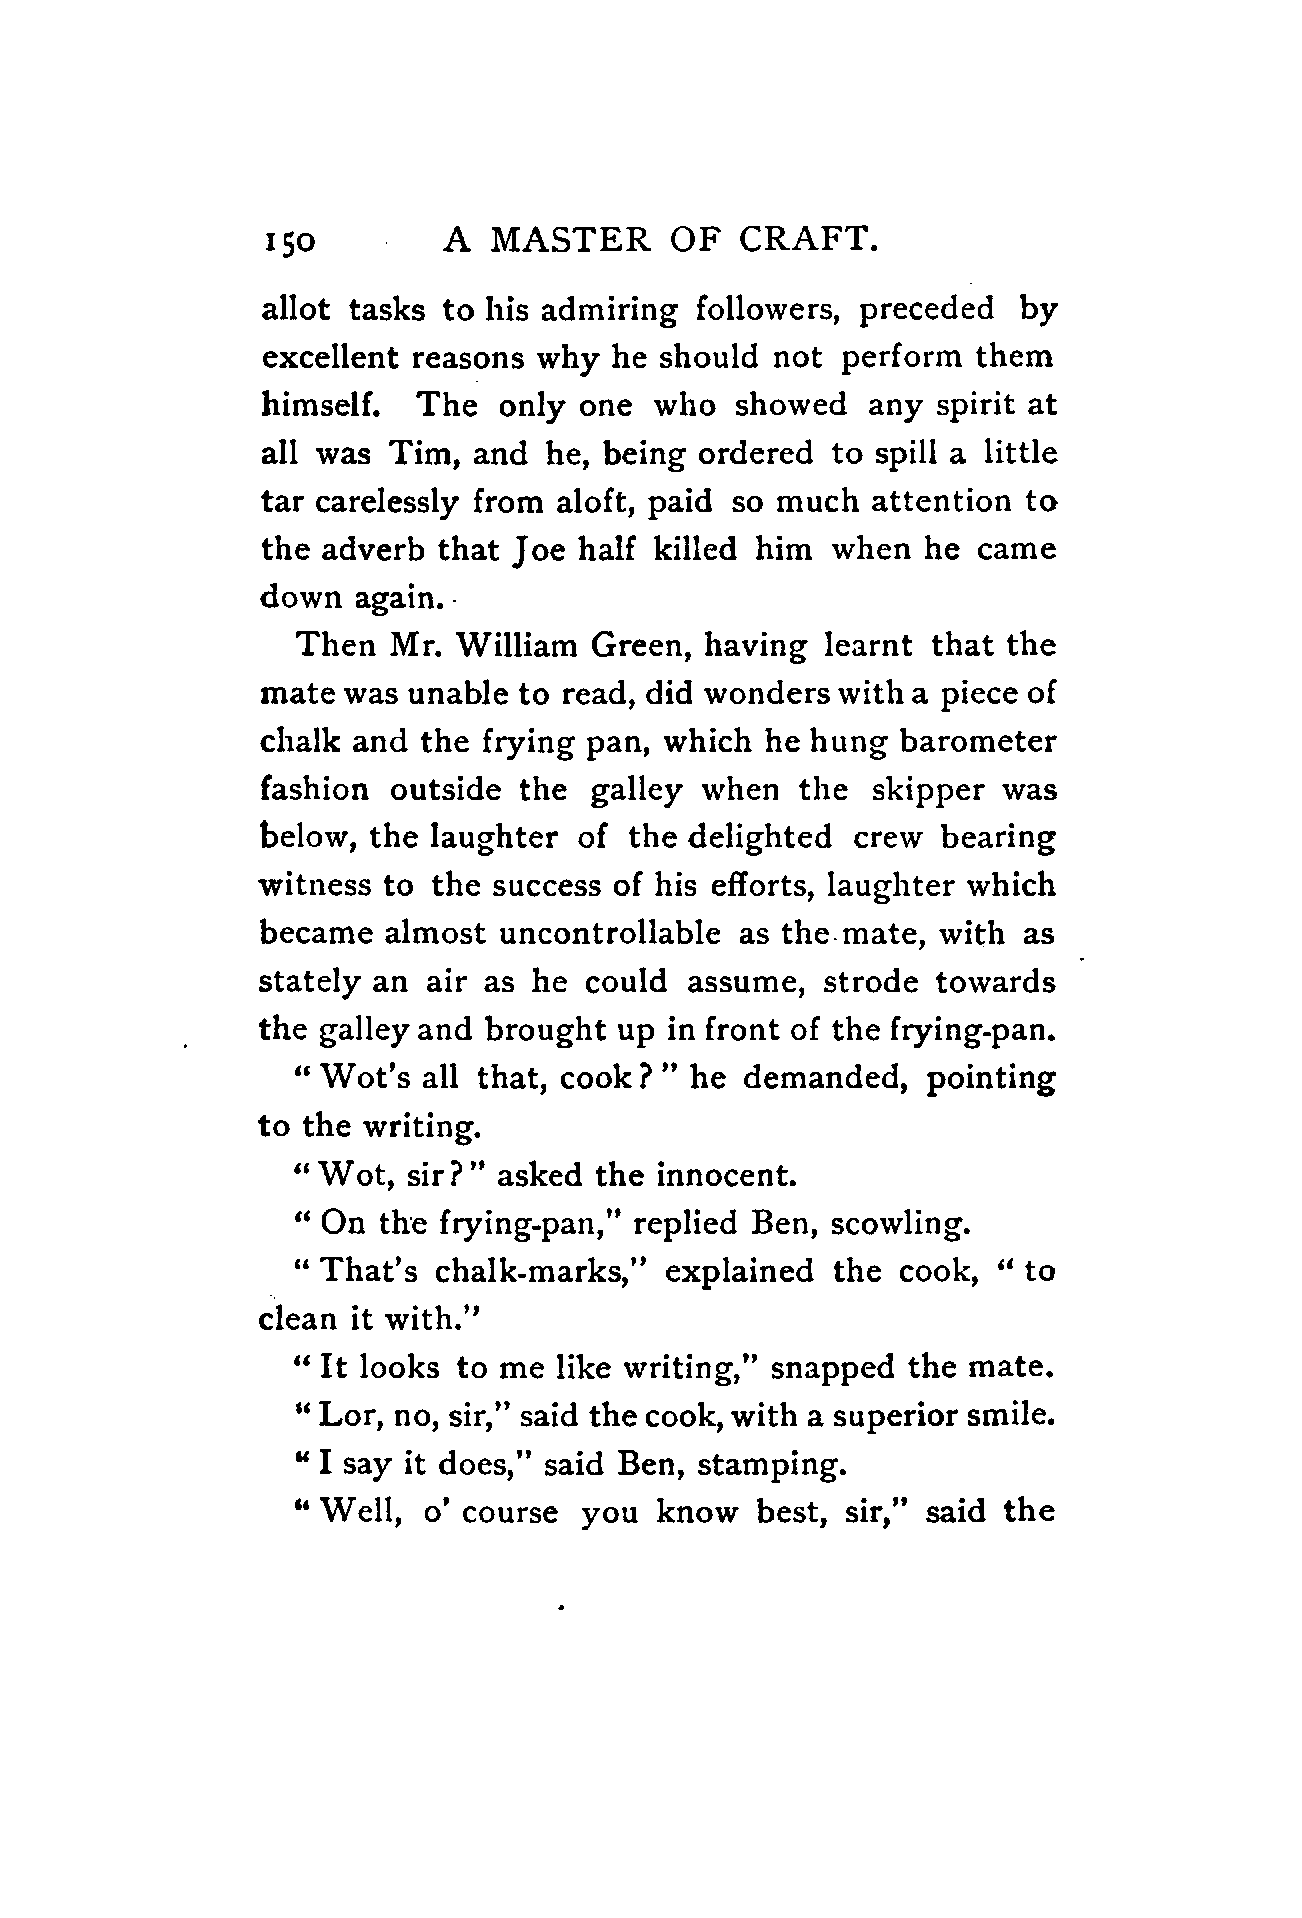 150 A MASTER OF CRAFT.
allot tasks to his admiring followers, preceded by
excellent reasons why he should not perform them
himself. The only one who showed any spirit at
all was Tim, and he, being ordered to spill a little
tar carelessly from aloft, paid so much attention to
the adverb that Joe half killed him when he came
down again.
Then Mr. William Green, having learnt that the
mate was unable to read, did wonders with a piece of
chalk and the frying pan, which he hung barometer
fashion outside the galley when the skipper was
below, the laughter of the delighted crew bearing
witness to the success of his efforts, laughter which
became almost uncontrollable as the mate, with as
stately an air as he could assume, strode towards
the galley and brought up in front of the frying-pan.
"Wot's all that, cook?" he demanded, pointing
to the writing.
"Wot, sir?" asked the innocent.
"On the frying-pan," replied Ben, scowling.
"That's chalk-marks," explained the cook, "to
clean it with."
"It looks to me like writing," snapped the mate.
"Lor, no, sir," said the cook, with a superior smile.
"I say it does," said Ben, stamping.
"Well, o' course you know best, sir," said the